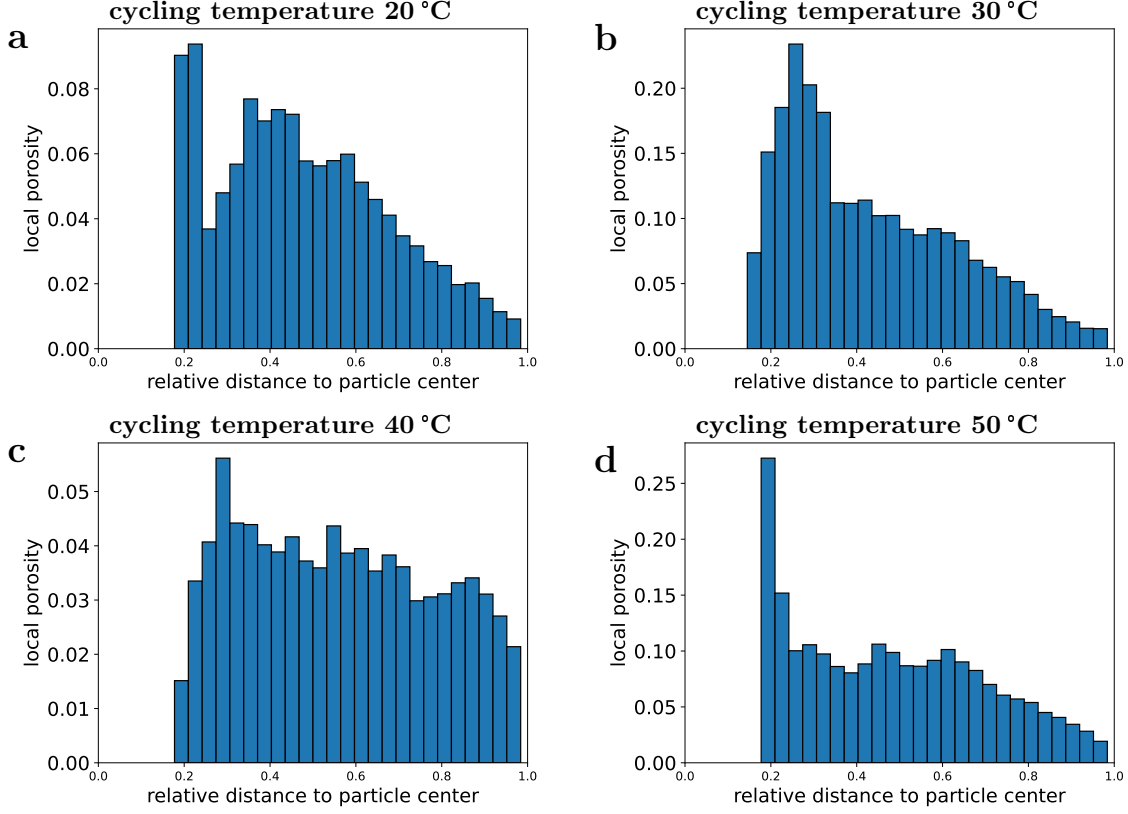 cycling temperature 20 °C
a
0.08
0.06
0.04
0.02
0.00
local porosity
0.0 0.2 0.4 0.6 0.8 1.0
relative distance to particle center
cycling temperature 30 °C
b
0.20
0.15
0.10
0.05
0.00
local porosity
0.0 0.2 0.4 0.6 0.8 1.0
relative distance to particle center
cycling temperature 40 °C
c
0.05
0.04
0.03
0.02
0.01
0.00
local porosity
0.0 0.2 0.4 0.6 0.8 1.0
relative distance to particle center
cycling temperature 50 °C
d
0.25
0.20
0.15
0.10
0.05
0.00
local porosity
0.0 0.2 0.4 0.6 0.8 1.0
relative distance to particle center